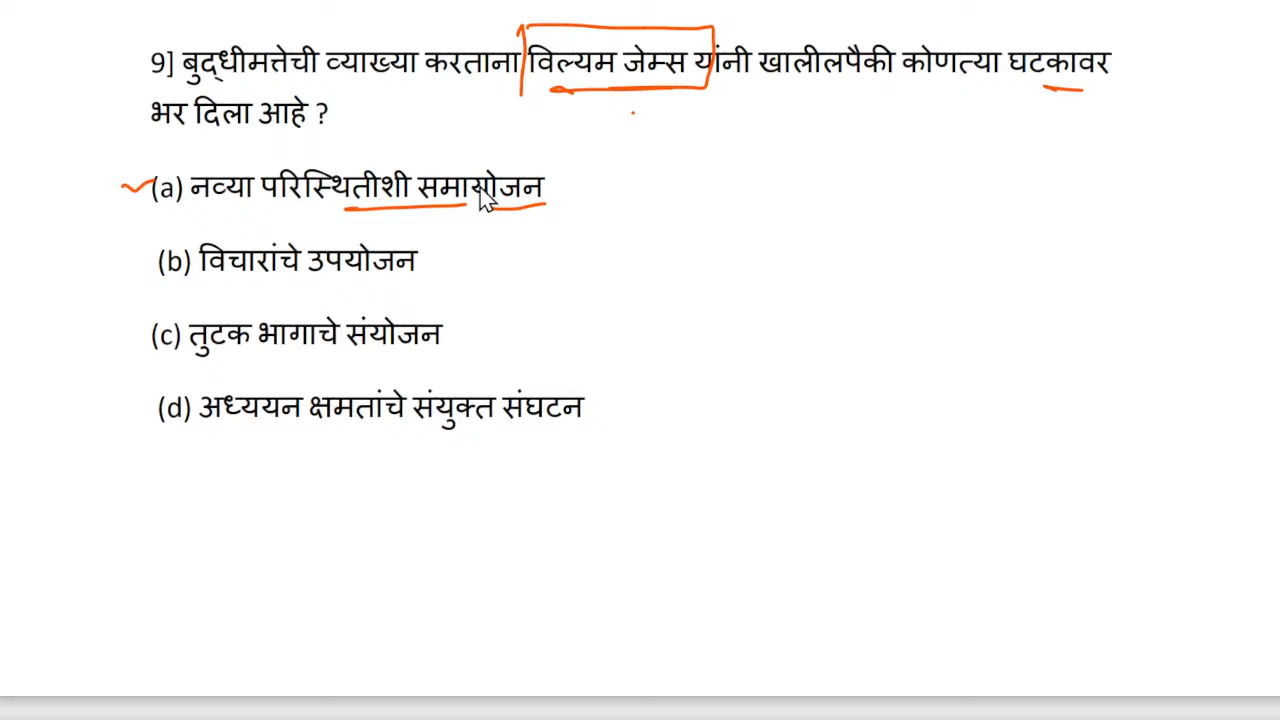 9] बुद्धीमत्तेची व्याख्या करताना विल्यम जेम्स यांनी खालीलपैकी कोणत्या घटकावर
भर दिला आहे ?
(a) नव्या परिस्थितीशी समायोजन
(b) विचारांचे उपयोजन
(c) तुटक भागाचे संयोजन
(d) अध्ययन क्षमतांचे संयुक्त संघटन